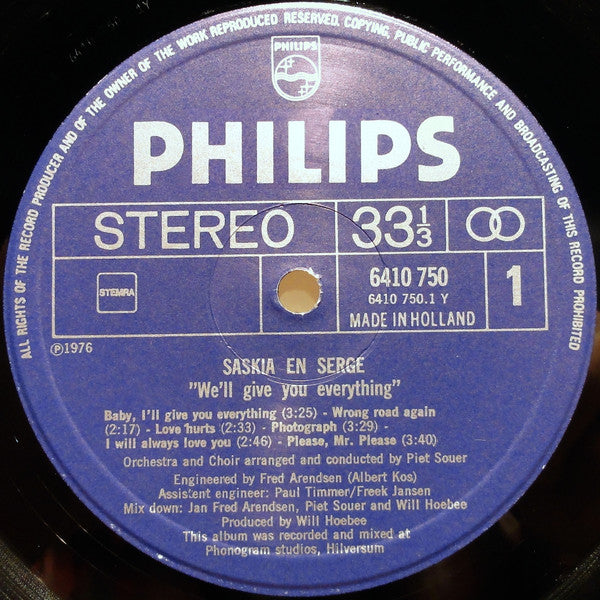 ALL RIGHTS OF THE RECORD PRODUCER AND OF THE OWNER OF THE WORK REPRODUCED RESERVED. COPYING, PUBLIC PERFORMANCE AND BROADCASTING OF THIS RECORD PROHIBITED
PHILIPS
PHILIPS
STEREO 33⅓
STEMRA
6410 750
6410 750.1 Y
MADE IN HOLLAND
1
℗1976
SASKIA EN SERGE
"We'll give you everything"
Baby, I'll give you everything (3:25) - Wrong road again
(2:17) - Love hurts (2:33) - Photograph (3:29) -
I will always love you (2:46) - Please, Mr. Please (3:40)
Orchestra and Choir arranged and conducted by Piet Souer
Engineered by Fred Arendsen (Albert Kos)
Assistent engineer: Paul Timmer/Freek Jansen
Mix down: Jan Fred Arendsen, Piet Souer and Will Hoebee
Produced by Will Hoebee
This album was recorded and mixed at
Phonogram studios, Hilversum